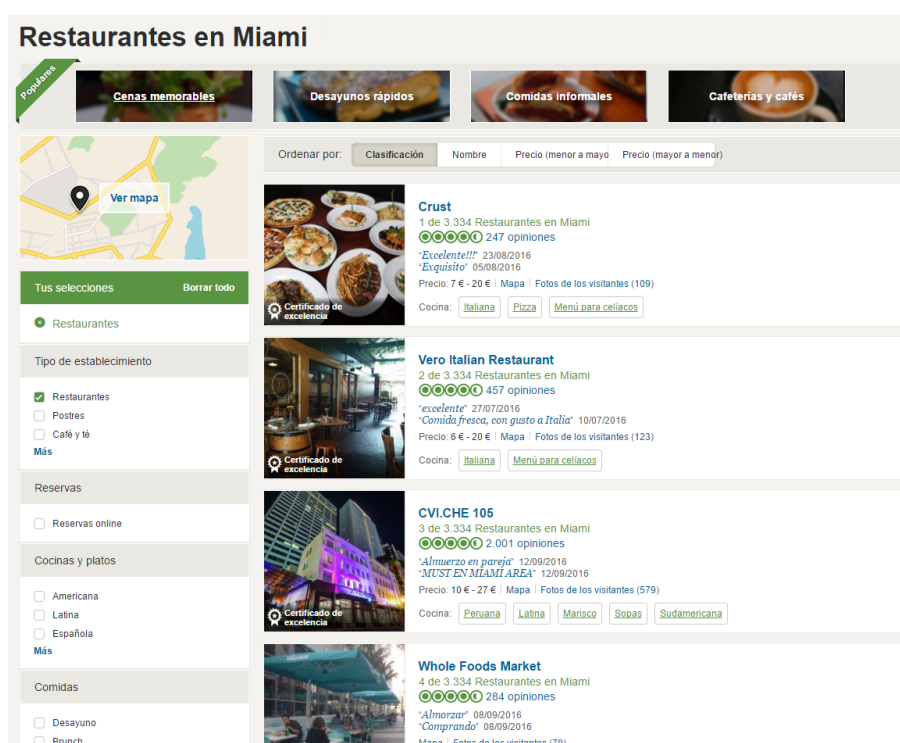 Restaurantes en Miami
Populares
Cenas memorables
Desayunos rápidos
Comidas informales
Cafeterías y cafés
Ver mapa
Ordenar por: Clasificación Nombre Precio (menor a mayo Precio (mayor a menor)
Tus selecciones Borrar todo
Restaurantes
Tipo de establecimiento
Restaurantes
Postres
Café y té
Más
Reservas
Reservas online
Cocinas y platos
Americana
Latina
Española
Más
Comidas
Desayuno
Brunch
Crust
1 de 3.334 Restaurantes en Miami
247 opiniones
"Excelente!!!" 23/08/2016
"Exquisito" 05/08/2016
Precio: 7 € - 20 € Mapa Fotos de los visitantes (109)
Cocina: Italiana Pizza Menú para celíacos
Certificado de
excelencia
Vero Italian Restaurant
2 de 3.334 Restaurantes en Miami
457 opiniones
"excelente" 27/07/2016
"Comida fresca, con gusto a Italia" 10/07/2016
Precio: 6 € - 20 € Mapa Fotos de los visitantes (123)
Cocina: Italiana Menú para celíacos
Certificado de
excelencia
CVI.CHE 105
3 de 3.334 Restaurantes en Miami
2.001 opiniones
"Almuerzo en pareja" 12/09/2016
"MUST EN MIAMI AREA" 12/09/2016
Precio: 10 € - 27 € Mapa Fotos de los visitantes (579)
Cocina: Peruana Latina Marisco Sopas Sudamericana
Certificado de
excelencia
Whole Foods Market
4 de 3.334 Restaurantes en Miami
284 opiniones
"Almorzar" 08/09/2016
"Comprando" 08/09/2016
Mapa Fotos de los visitantes (79)